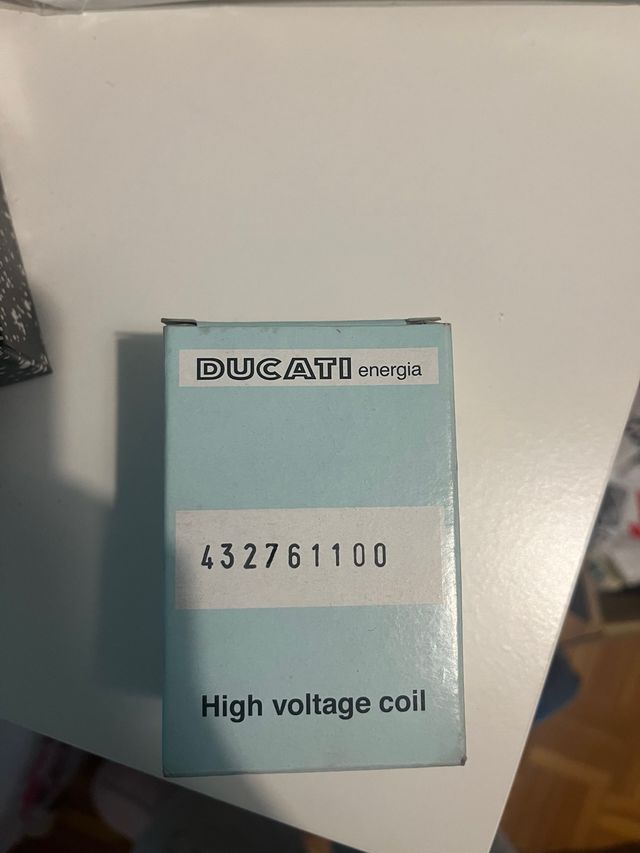 DUCATI energia
432761100
High voltage coil